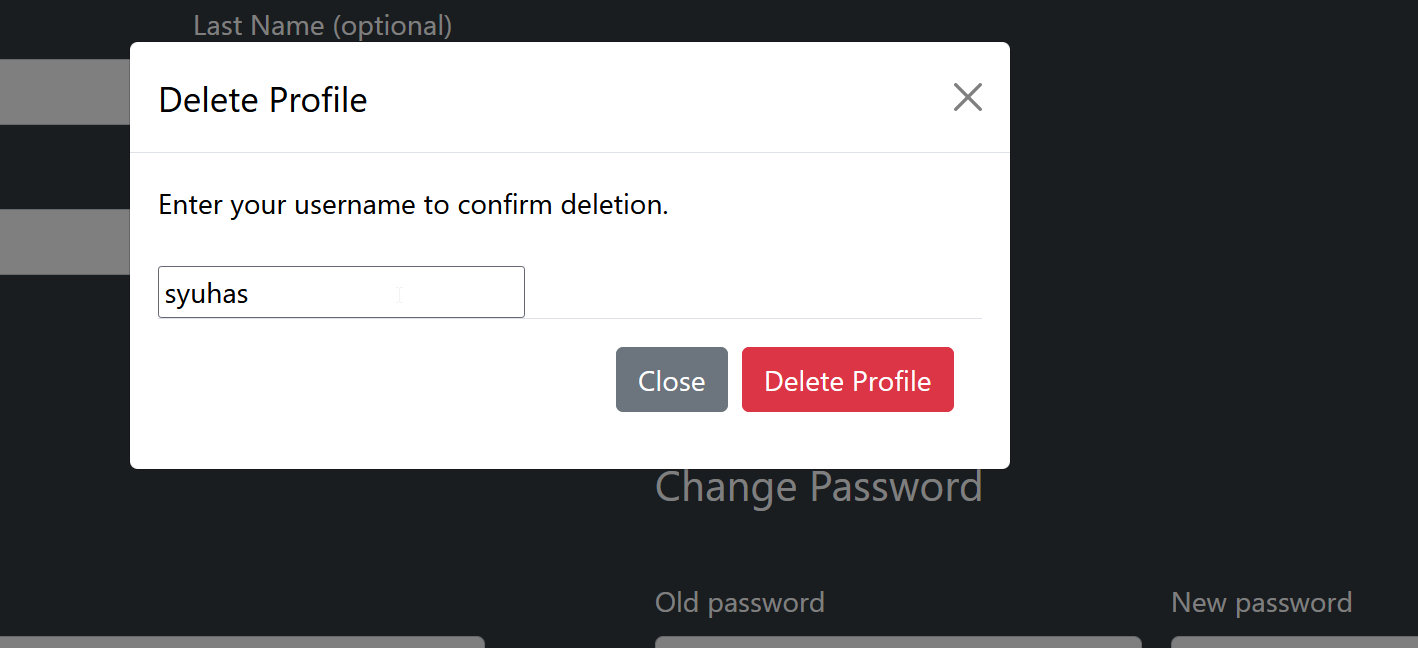 Last Name (optional)
Delete Profile
Enter your username to confirm deletion.
syuhas
Close
Delete Profile
Change Password
Old password
New password